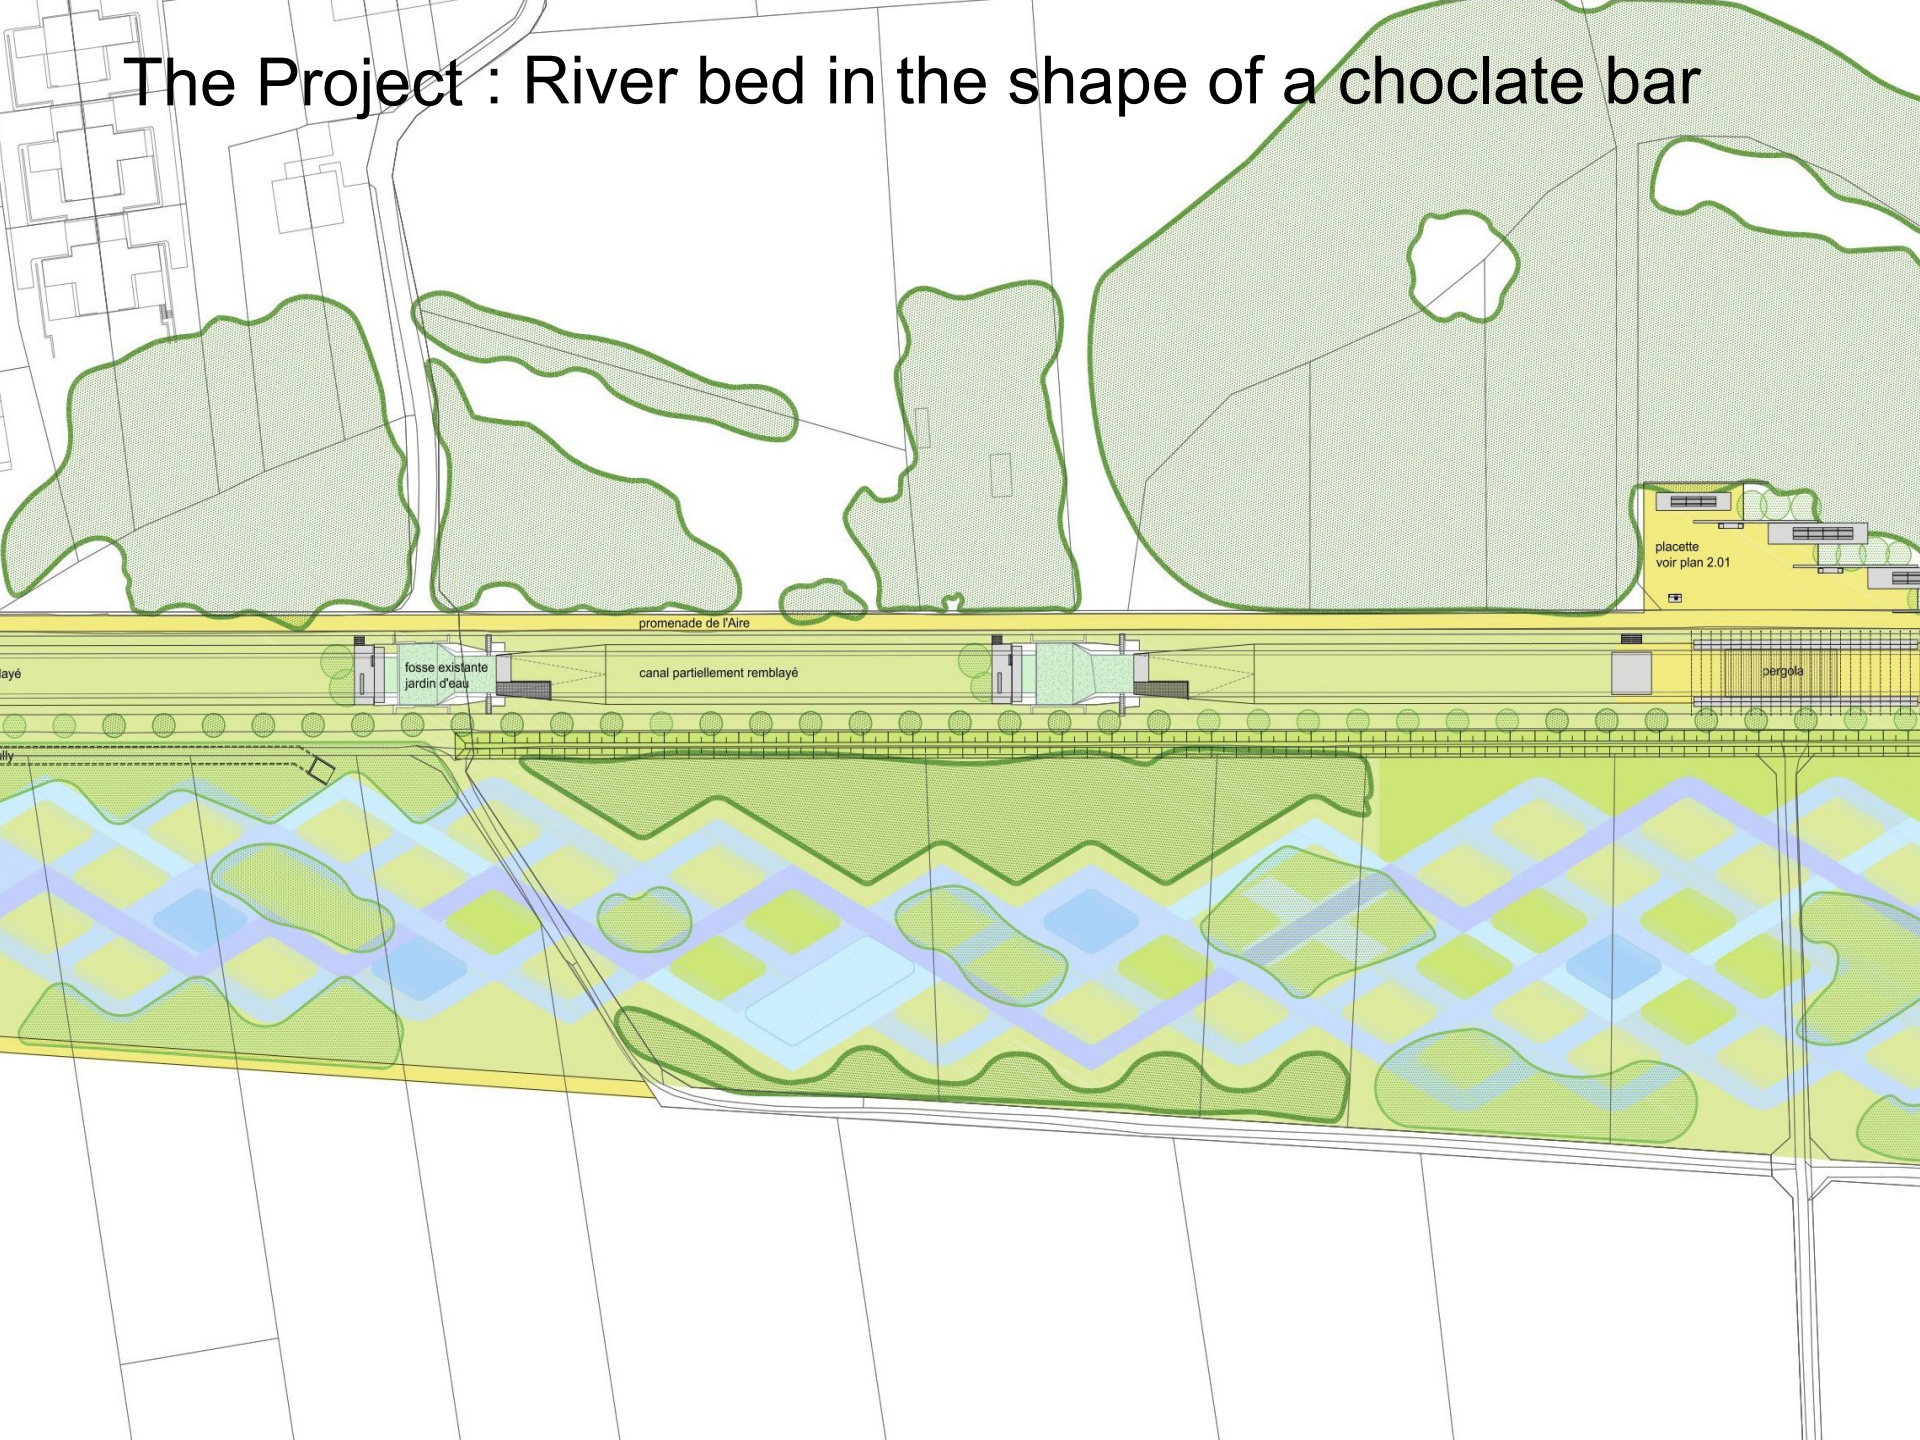 The Project : River bed in the shape of a choclate bar
placette
voir plan 2.01
promenade de l'Aire
layé
fosse existante
jardin d'eau
canal partiellement remblayé
pergola
lly